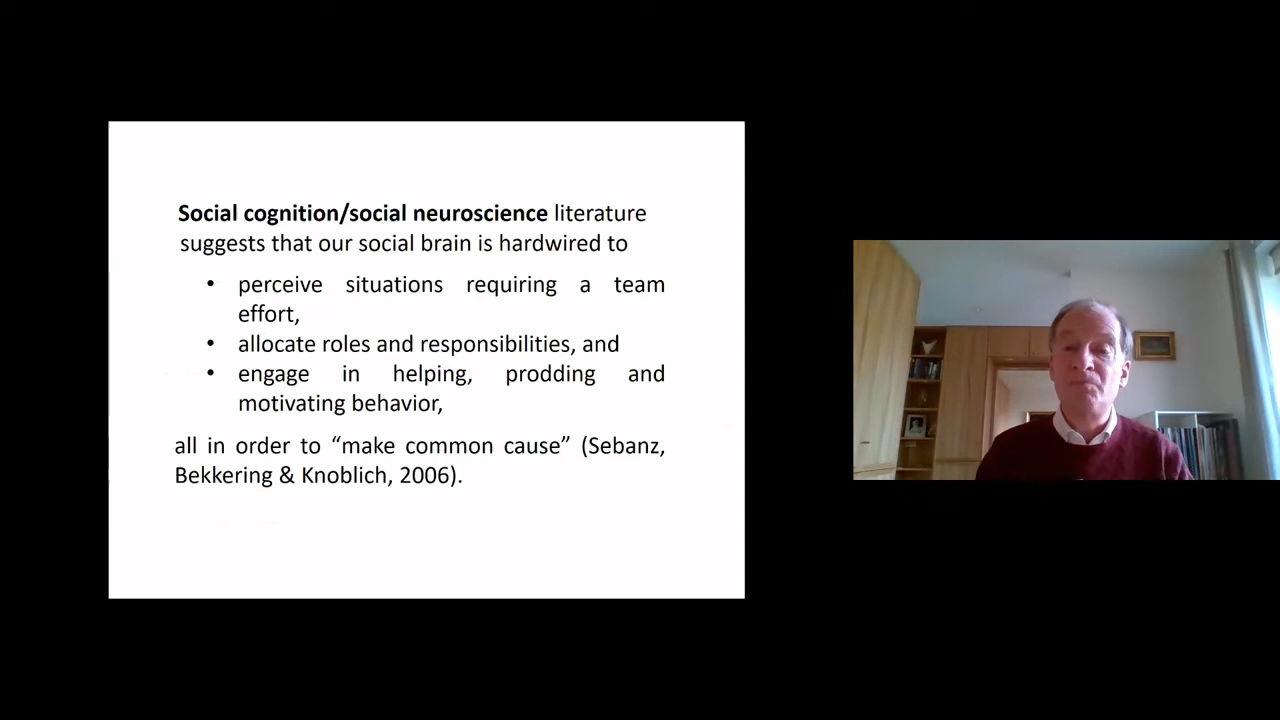 Social cognition/social neuroscience literature
suggests that our social brain is hardwired to
• perceive situations requiring a team
effort,
• allocate roles and responsibilities, and
• engage in helping, prodding and
motivating behavior,
all in order to “make common cause” (Sebanz,
Bekkering & Knoblich, 2006).